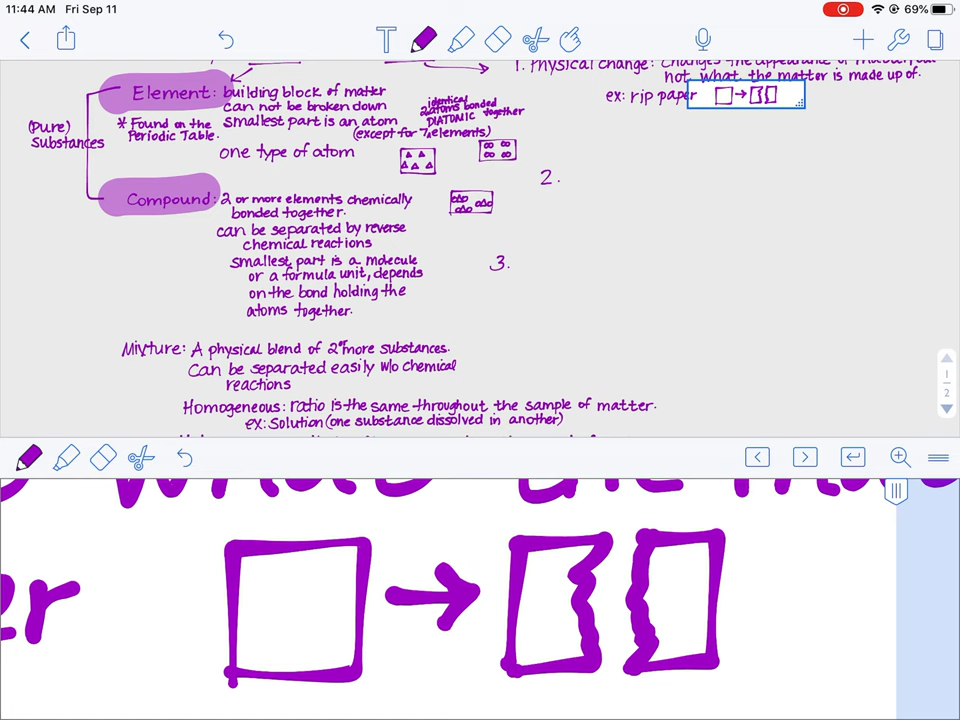 11:44 AM Fri Sep 11
69%
1. Physical change: Changes the appearance of
not what the matter is made up of.
ex: rip paper
Element: building block of matter
can not be broken down
smallest part is an atom
(except for 7 elements)
identical
2 atoms bonded
DIATONIC together
* Found on the
Periodic Table.
one type of atom
(Pure)
Substances
2.
Compound: 2 or more elements chemically
bonded together.
can be separated by reverse
chemical reactions
smallest part is a molecule
or a formula unit, depends
on the bond holding the
atoms together.
3.
Mixture: A physical blend of 2 or more substances.
Can be separated easily w/o chemical
reactions
Homogeneous: ratio is the same throughout the sample of matter.
ex: Solution (one substance dissolved in another)
1
2
what the
er